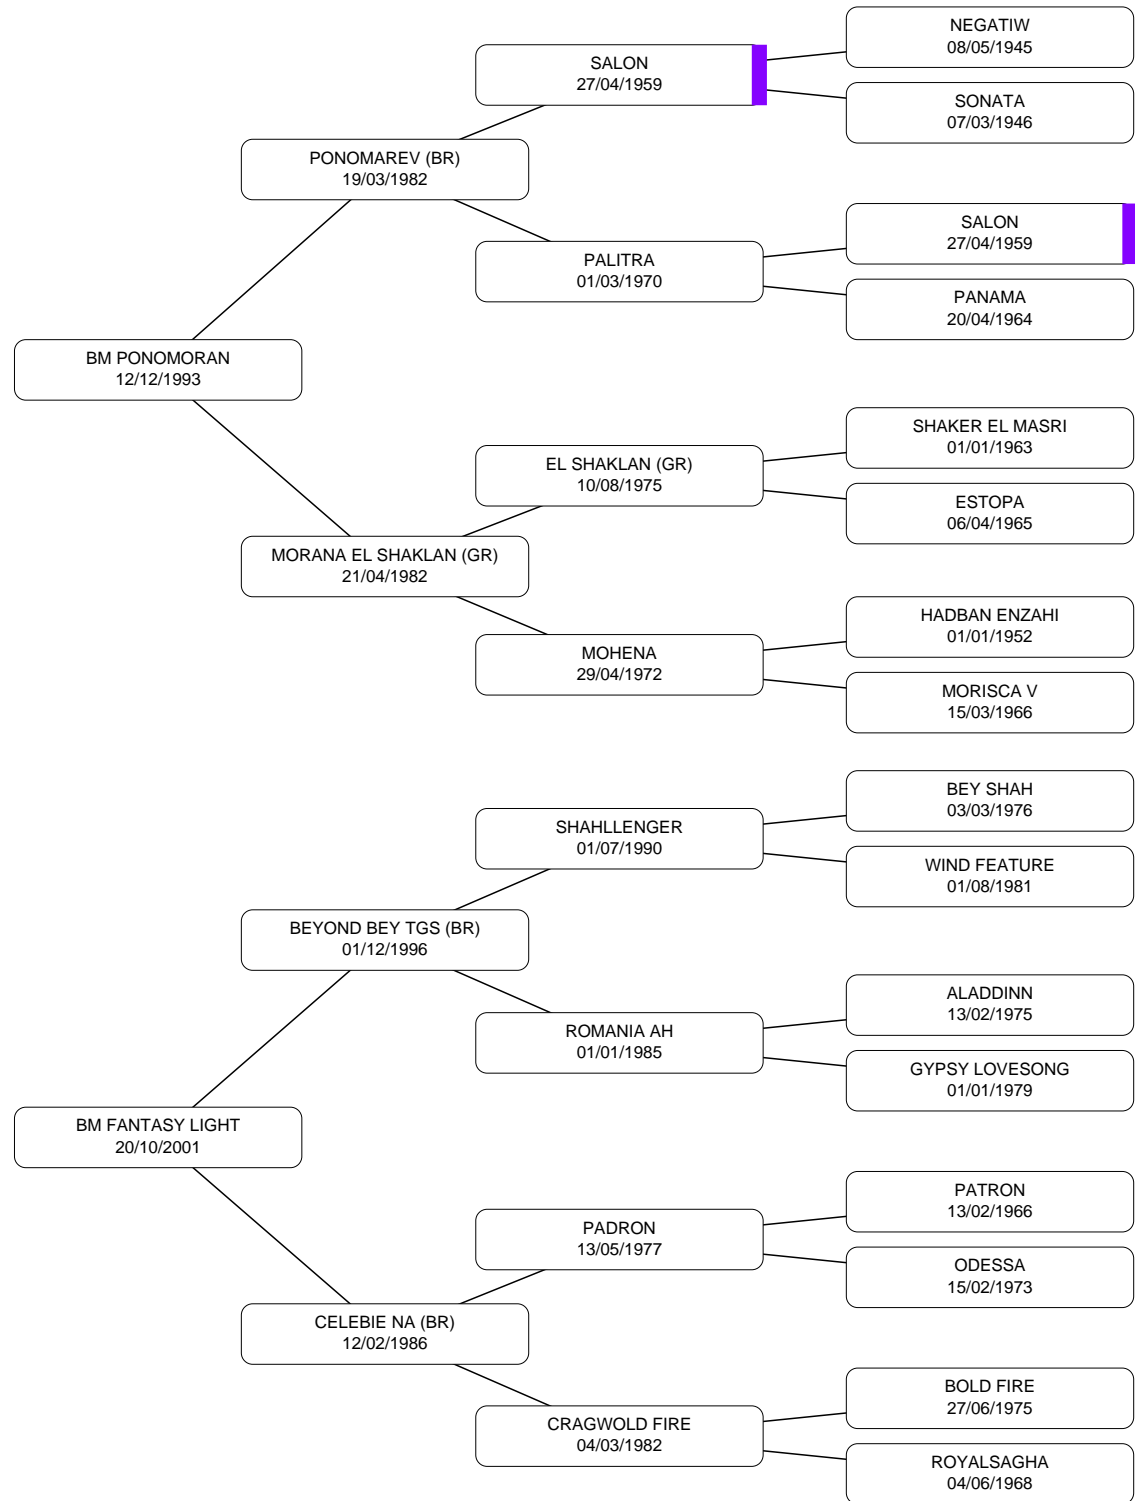 NEGATIW
08/05/1945
SALON
27/04/1959
SONATA
07/03/1946
PONOMAREV (BR)
19/03/1982
SALON
27/04/1959
PALITRA
01/03/1970
PANAMA
20/04/1964
BM PONOMORAN
12/12/1993
SHAKER EL MASRI
01/01/1963
EL SHAKLAN (GR)
10/08/1975
ESTOPA
06/04/1965
MORANA EL SHAKLAN (GR)
21/04/1982
HADBAN ENZAHI
01/01/1952
MOHENA
29/04/1972
MORISCA V
15/03/1966
BEY SHAH
03/03/1976
SHAHLLENGER
01/07/1990
WIND FEATURE
01/08/1981
BEYOND BEY TGS (BR)
01/12/1996
ALADDINN
13/02/1975
ROMANIA AH
01/01/1985
GYPSY LOVESONG
01/01/1979
BM FANTASY LIGHT
20/10/2001
PATRON
13/02/1966
PADRON
13/05/1977
ODESSA
15/02/1973
CELEBIE NA (BR)
12/02/1986
BOLD FIRE
27/06/1975
CRAGWOLD FIRE
04/03/1982
ROYALSAGHA
04/06/1968